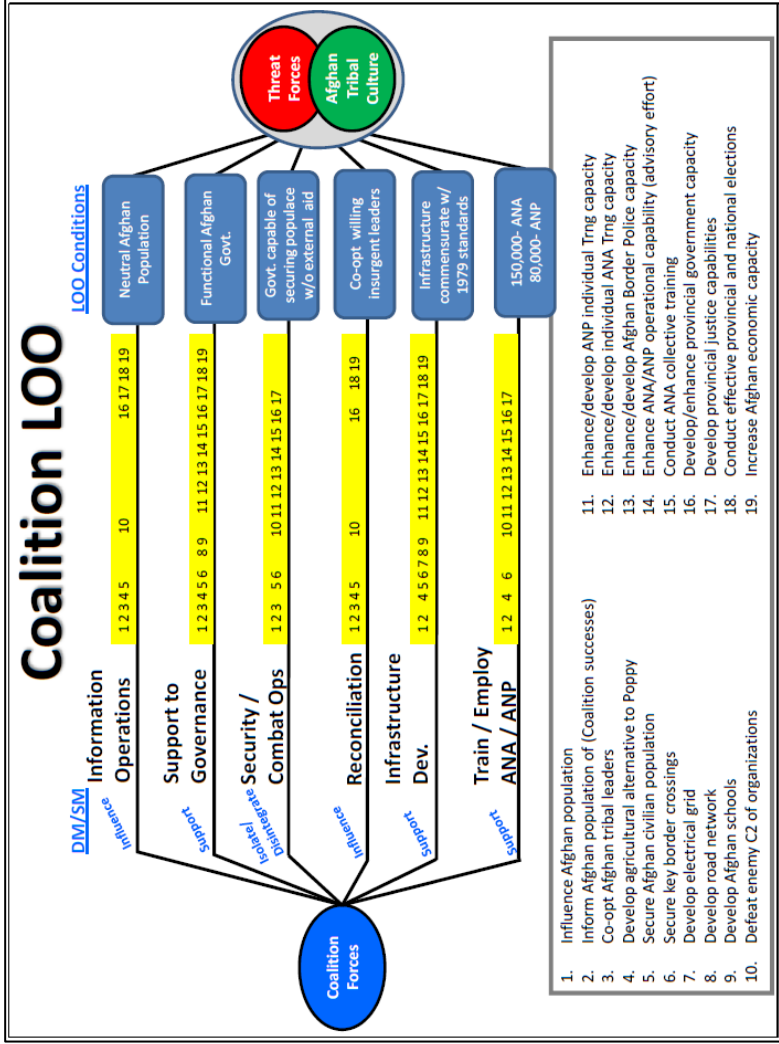 Coalition LOO
DM/SM
LOO Conditions
Coalition
Forces
Influence
Information
Operations
1 2 3 4 5 10 16 17 18 19
Neutral Afghan
Population
Support
Support to
Governance
1 2 3 4 5 6 8 9 11 12 13 14 15 16 17 18 19
Functional Afghan
Govt.
Isolate/
Disintegrate
Security /
Combat Ops
1 2 3 5 6 10 11 12 13 14 15 16 17
Govt. capable of
securing populace
w/o external aid
Influence
Reconciliation
1 2 3 4 5 10 16 18 19
Co-opt willing
insurgent leaders
Support
Infrastructure
Dev.
1 2 4 5 6 7 8 9 11 12 13 14 15 16 17 18 19
Infrastructure
commensurate w/
1979 standards
Support
Train / Employ
ANA / ANP
1 2 4 6 10 11 12 13 14 15 16 17
150,000- ANA
80,000- ANP
Threat
Forces
Afghan
Tribal
Culture
1. Influence Afghan population
2. Inform Afghan population of (Coalition successes)
3. Co-opt Afghan tribal leaders
4. Develop agricultural alternative to Poppy
5. Secure Afghan civilian population
6. Secure key border crossings
7. Develop electrical grid
8. Develop road network
9. Develop Afghan schools
10. Defeat enemy C2 of organizations
11. Enhance/develop ANP individual Trng capacity
12. Enhance/develop individual ANA Trng capacity
13. Enhance/develop Afghan Border Police capacity
14. Enhance ANA/ANP operational capability (advisory effort)
15. Conduct ANA collective training
16. Develop/enhance provincial government capacity
17. Develop provincial justice capabilities
18. Conduct effective provincial and national elections
19. Increase Afghan economic capacity